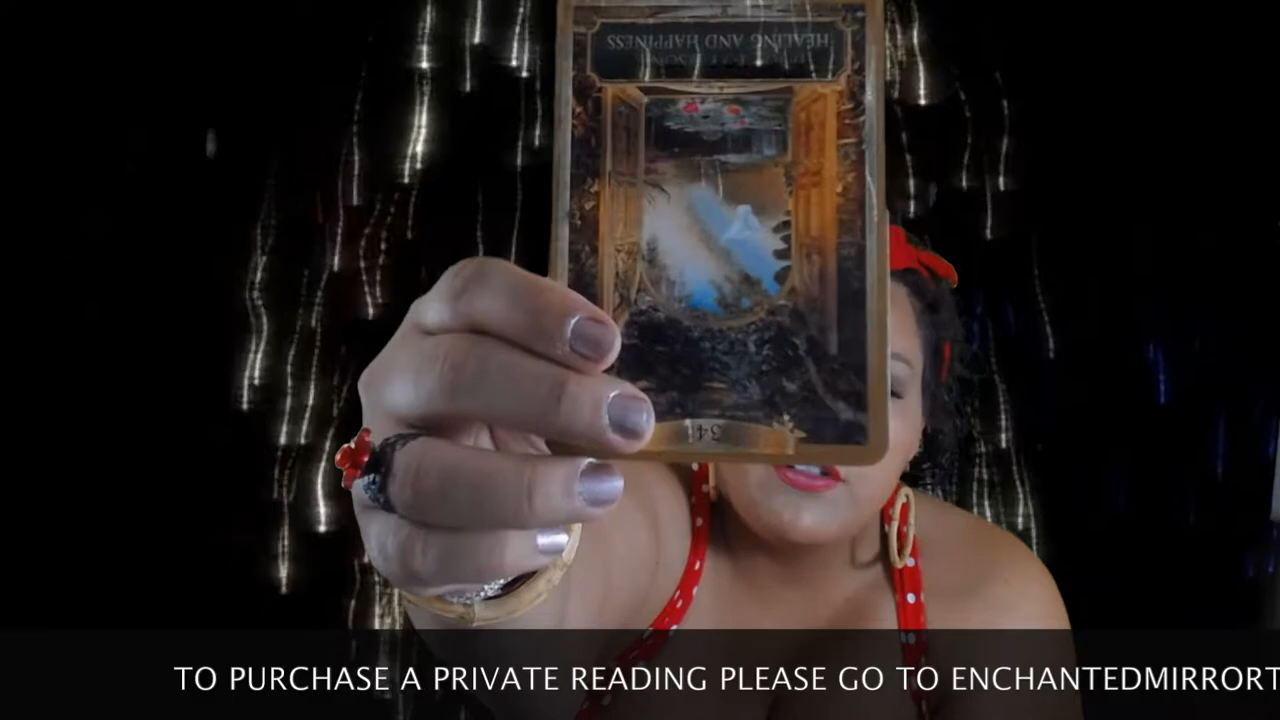 HEALING AND HAPPINESS
34
TO PURCHASE A PRIVATE READING PLEASE GO TO ENCHANTEDMIRRORT